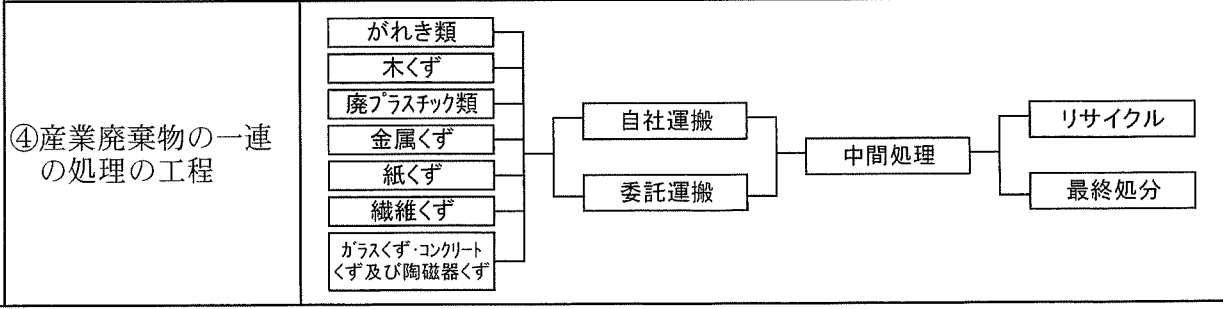 ④産業廃棄物の一連
の処理の工程
がれき類
木くず
廃プラスチック類
金属くず
紙くず
繊維くず
ガラスくず・コンクリート
くず及び陶磁器くず
自社運搬
委託運搬
中間処理
リサイクル
最終処分